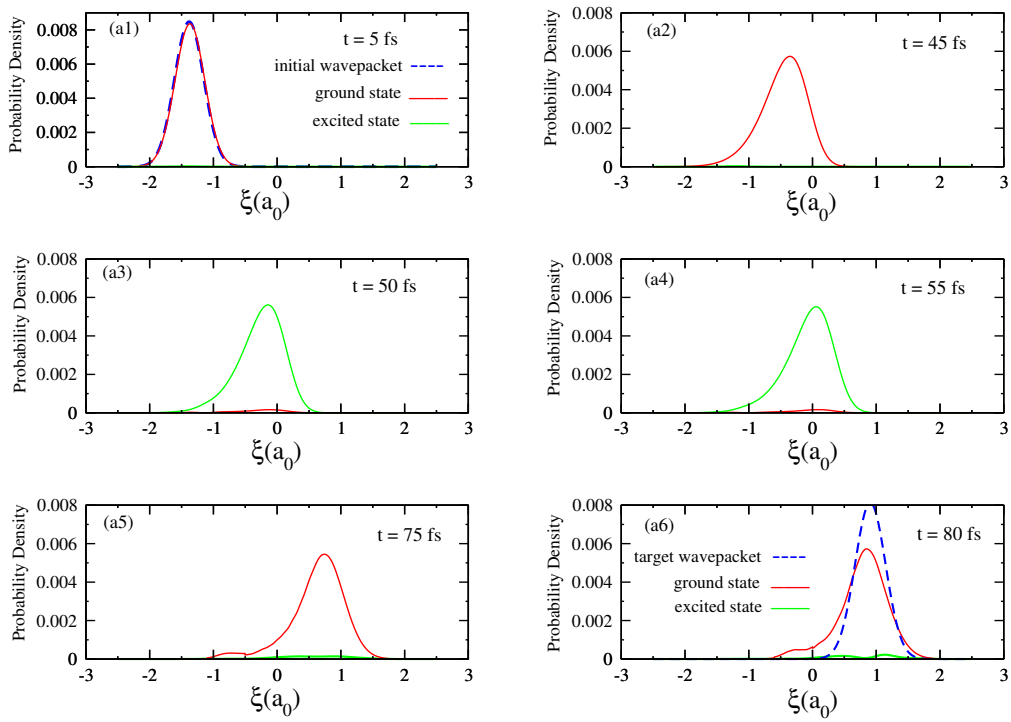 (a1)
t = 5 fs
initial wavepacket
ground state
excited state
Probability Density
0.008
0.006
0.004
0.002
0
-3 -2 -1 0 1 2 3
ξ(a0)
(a2)
t = 45 fs
Probability Density
0.008
0.006
0.004
0.002
0
-3 -2 -1 0 1 2 3
ξ(a0)
(a3)
t = 50 fs
Probability Density
0.008
0.006
0.004
0.002
0
-3 -2 -1 0 1 2 3
ξ(a0)
(a4)
t = 55 fs
Probability Density
0.008
0.006
0.004
0.002
0
-3 -2 -1 0 1 2 3
ξ(a0)
(a5)
t = 75 fs
Probability Density
0.008
0.006
0.004
0.002
0
-3 -2 -1 0 1 2 3
ξ(a0)
(a6)
t = 80 fs
target wavepacket
ground state
excited state
Probability Density
0.008
0.006
0.004
0.002
0
-3 -2 -1 0 1 2 3
ξ(a0)